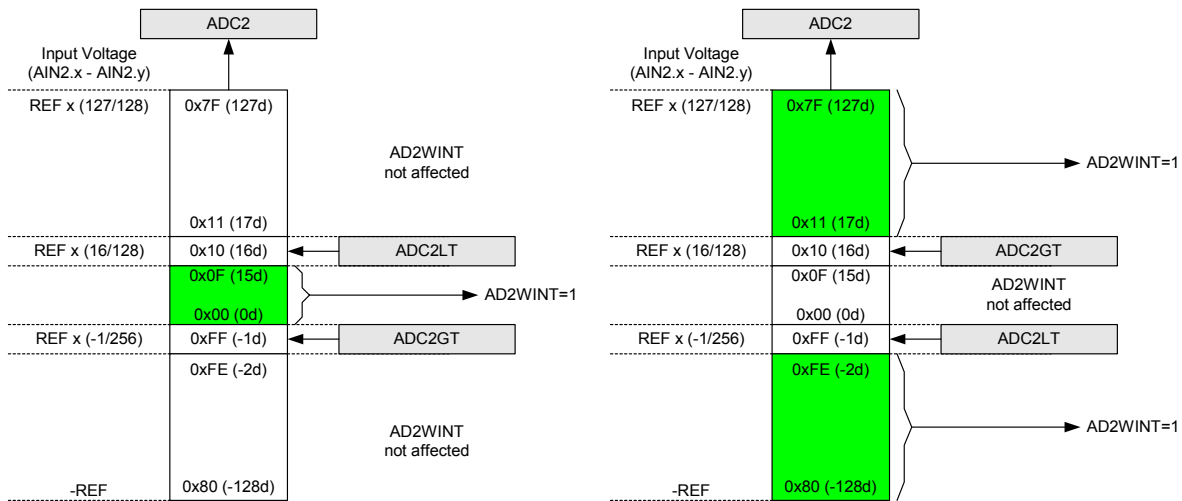 ADC2
Input Voltage
(AIN2.x - AIN2.y)
REF x (127/128)
0x7F (127d)
AD2WINT
not affected
0x11 (17d)
REF x (16/128)
0x10 (16d)
ADC2LT
0x0F (15d)
AD2WINT=1
0x00 (0d)
REF x (-1/256)
0xFF (-1d)
ADC2GT
0xFE (-2d)
AD2WINT
not affected
0x80 (-128d)
-REF
ADC2
Input Voltage
(AIN2.x - AIN2.y)
REF x (127/128)
0x7F (127d)
AD2WINT=1
0x11 (17d)
REF x (16/128)
0x10 (16d)
ADC2GT
0x0F (15d)
AD2WINT
not affected
0x00 (0d)
REF x (-1/256)
0xFF (-1d)
ADC2LT
0xFE (-2d)
AD2WINT=1
0x80 (-128d)
-REF